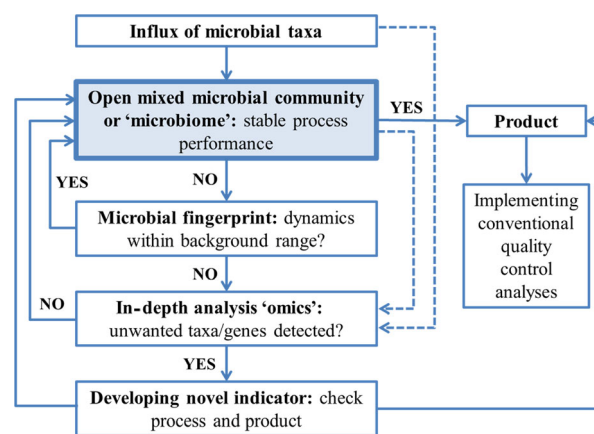 Influx of microbial taxa
Open mixed microbial community
or ‘microbiome’: stable process
performance
YES
Product
YES
NO
Microbial fingerprint: dynamics
within background range?
Implementing
conventional
quality
control
analyses
NO
NO
In-depth analysis ‘omics’:
unwanted taxa/genes detected?
YES
Developing novel indicator: check
process and product